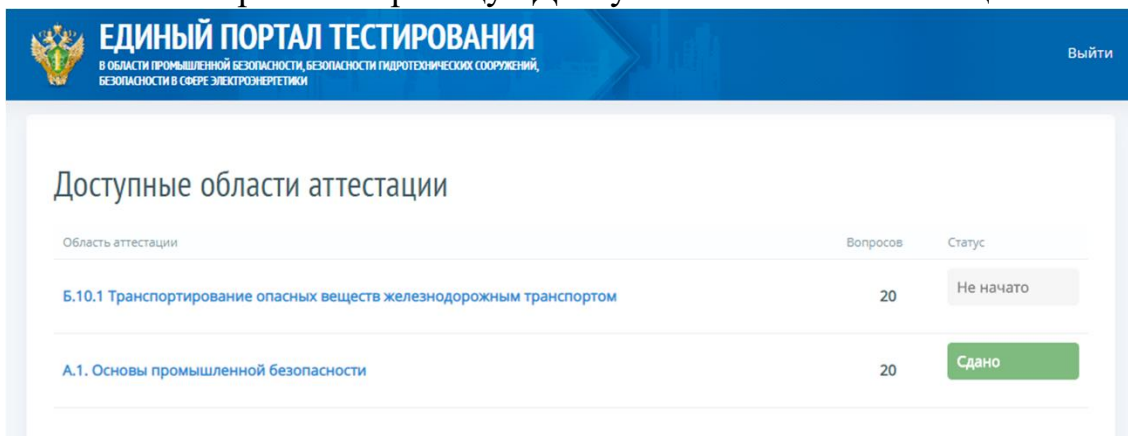 ЕДИНЫЙ ПОРТАЛ ТЕСТИРОВАНИЯ
В ОБЛАСТИ ПРОМЫШЛЕННОЙ БЕЗОПАСНОСТИ, БЕЗОПАСНОСТИ ГИДРОТЕХНИЧЕСКИХ СООРУЖЕНИЙ,
БЕЗОПАСНОСТИ В СФЕРЕ ЭЛЕКТРОЭНЕРГЕТИКИ
Выйти
Доступные области аттестации
Область аттестации Вопросов Статус
Б.10.1 Транспортирование опасных веществ железнодорожным транспортом 20 Не начато
А.1. Основы промышленной безопасности 20 Сдано